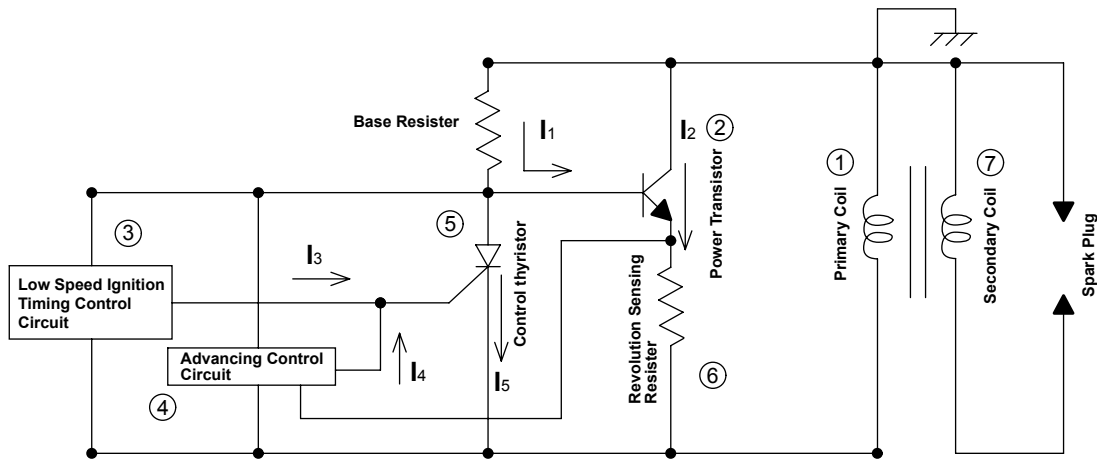 Base Resister
I1
I2
②
Power Transistor
①
Primary Coil
⑦
Secondary Coil
Spark Plug
③
Low Speed Ignition
Timing Control
Circuit
I3
⑤
Control thyristor
Advancing Control
Circuit
④
I4
I5
Revolution Sensing
Resister
⑥